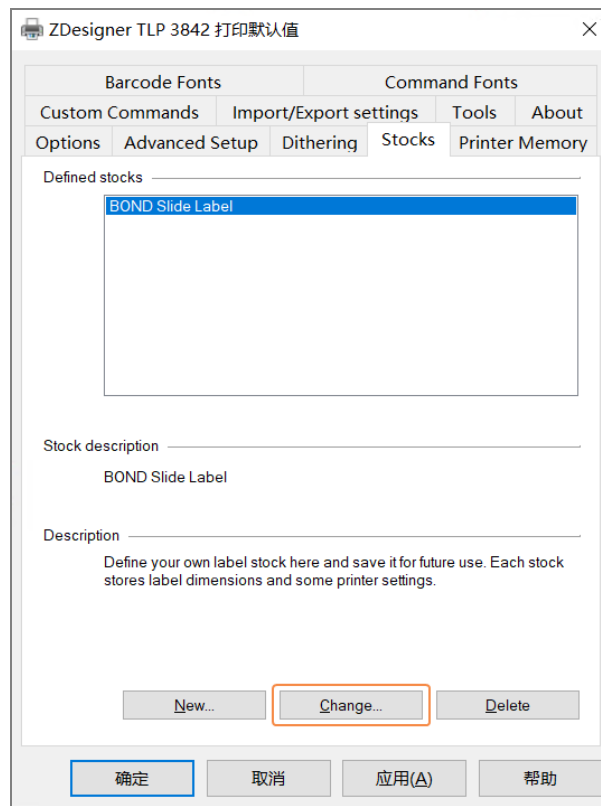 ZDesigner TLP 3842 打印默认值
Barcode Fonts Command Fonts
Custom Commands Import/Export settings Tools About
Options Advanced Setup Dithering Stocks Printer Memory
Defined stocks
BOND Slide Label
Stock description
BOND Slide Label
Description
Define your own label stock here and save it for future use. Each stock
stores label dimensions and some printer settings.
New... Change... Delete
确定 取消 应用(A) 帮助